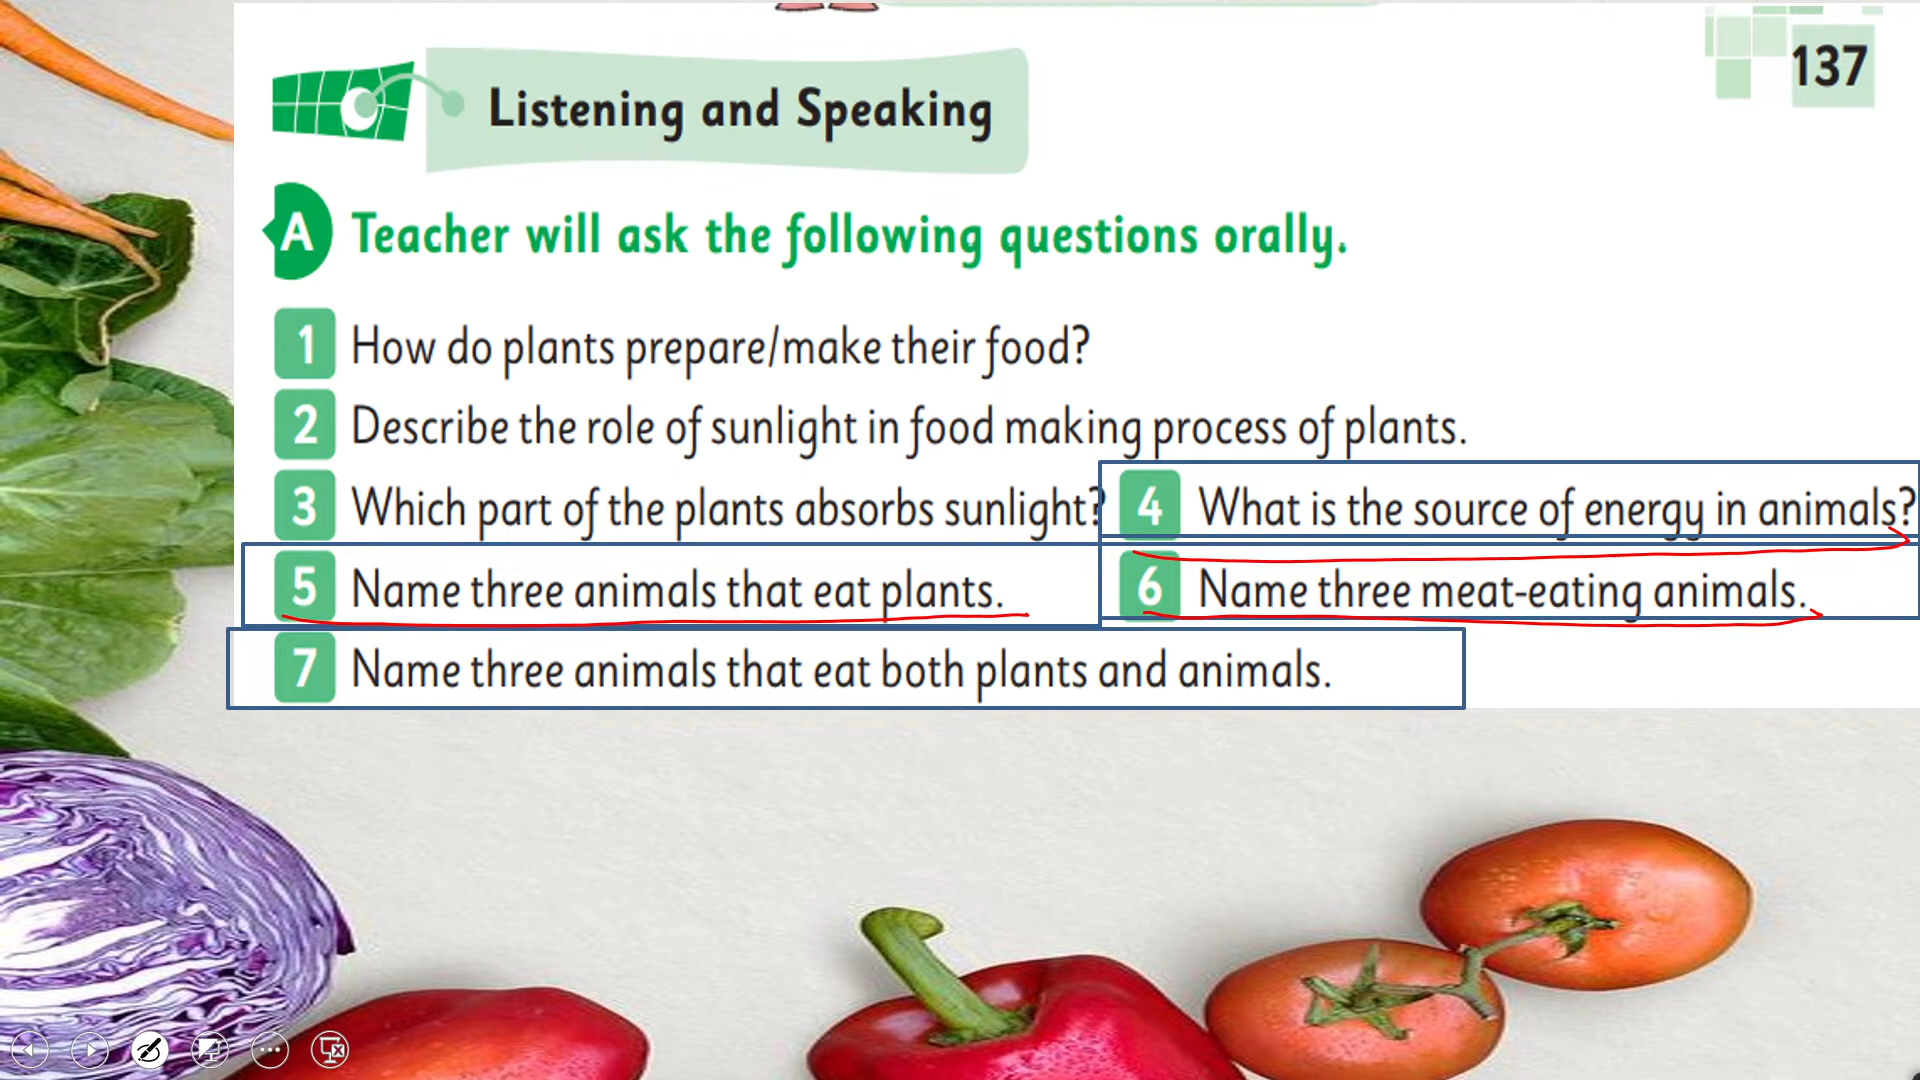 137
Listening and Speaking
A Teacher will ask the following questions orally.
1 How do plants prepare/make their food?
2 Describe the role of sunlight in food making process of plants.
3 Which part of the plants absorbs sunlight? 4 What is the source of energy in animals?
5 Name three animals that eat plants. 6 Name three meat-eating animals.
7 Name three animals that eat both plants and animals.